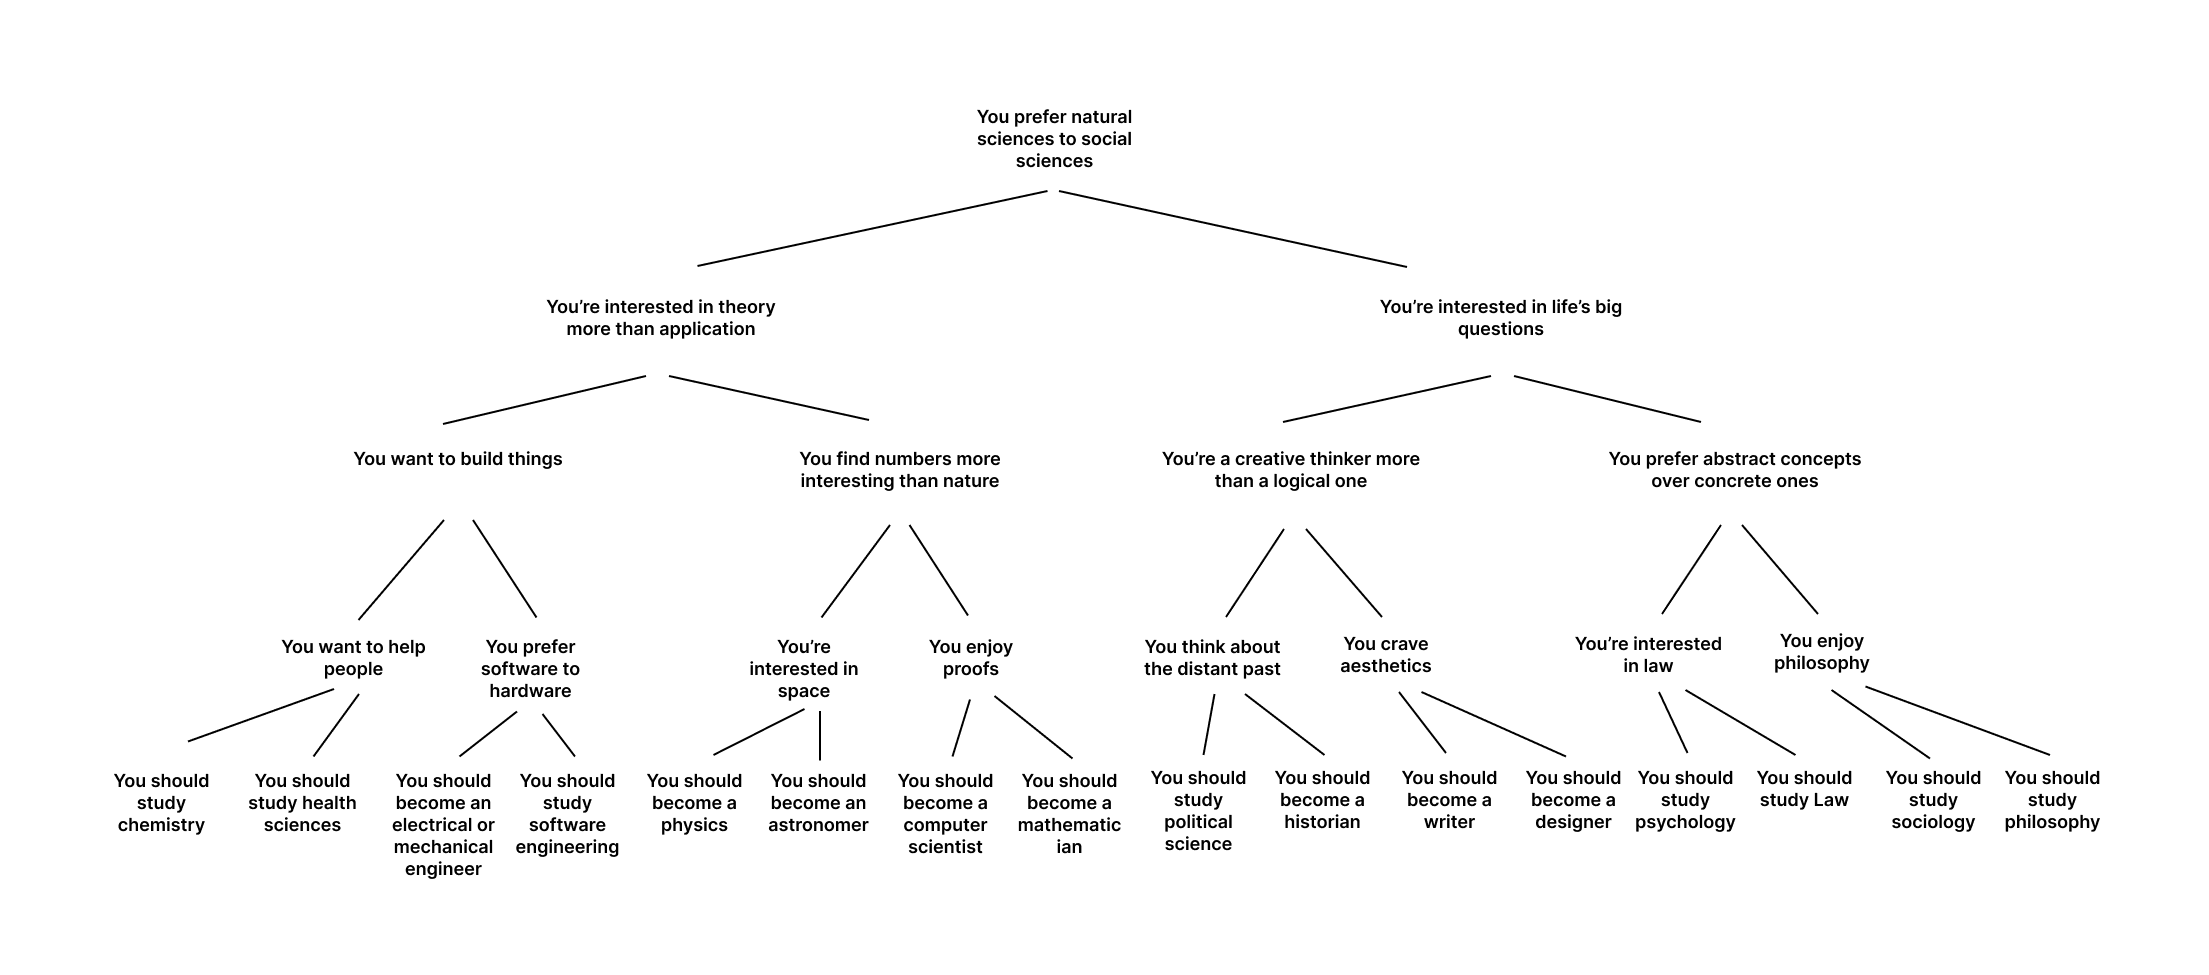 You prefer natural
sciences to social
sciences
You’re interested in theory
more than application
You’re interested in life’s big
questions
You want to build things
You find numbers more
interesting than nature
You’re a creative thinker more
than a logical one
You prefer abstract concepts
over concrete ones
You want to help
people
You prefer
software to
hardware
You’re
interested in
space
You enjoy
proofs
You think about
the distant past
You crave
aesthetics
You’re interested
in law
You enjoy
philosophy
You should
study
chemistry
You should
study health
sciences
You should
become an
electrical or
mechanical
engineer
You should
study
software
engineering
You should
become a
physics
You should
become an
astronomer
You should
become a
computer
scientist
You should
become a
mathematic
ian
You should
study
political
science
You should
become a
historian
You should
become a
writer
You should
become a
designer
You should
study
psychology
You should
study Law
You should
study
sociology
You should
study
philosophy